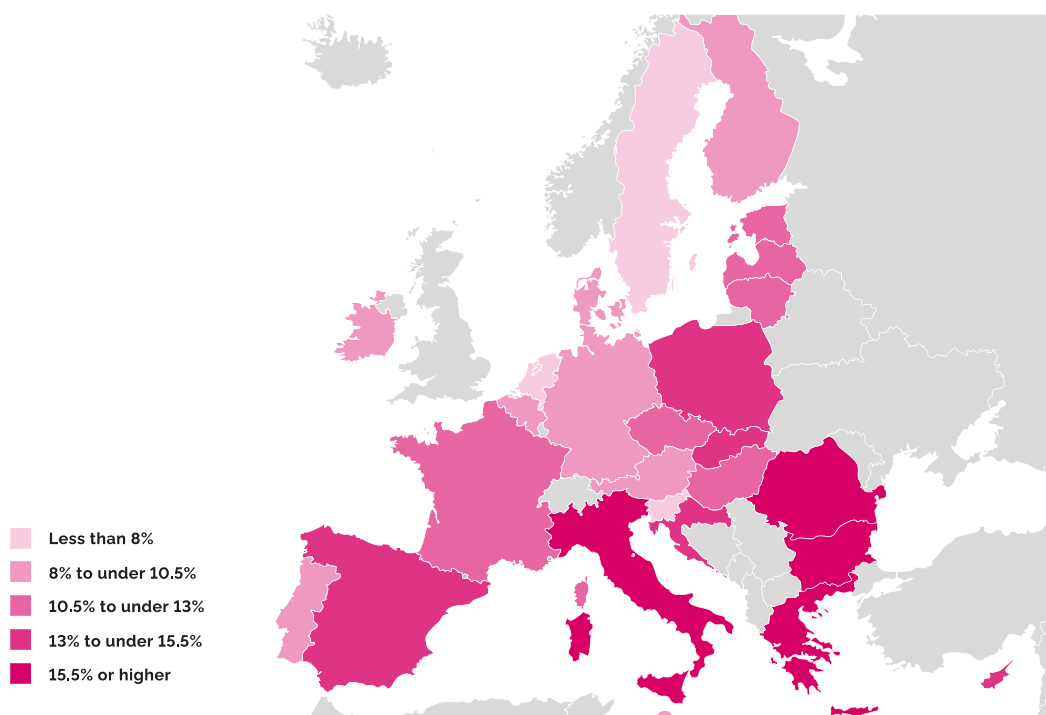 Less than 8%
8% to under 10.5%
10.5% to under 13%
13% to under 15.5%
15.5% or higher